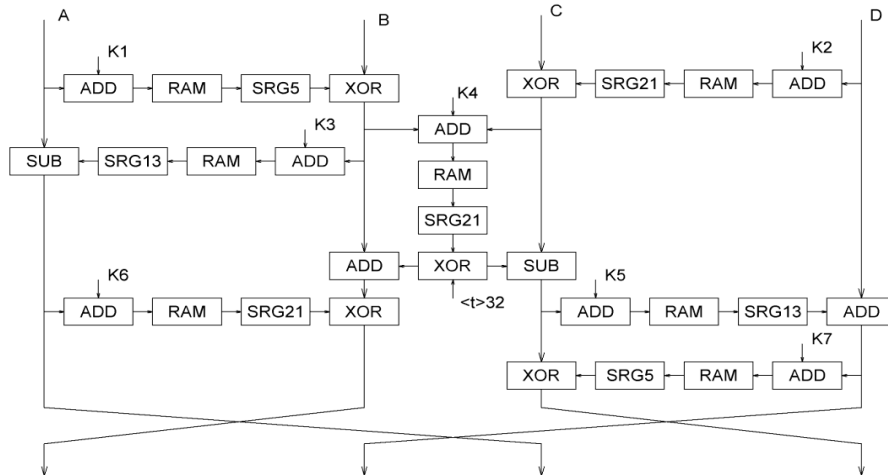 A B C D
K1 K2
ADD RAM SRG5 XOR XOR SRG21 RAM ADD
K4
K3 ADD
SUB SRG13 RAM ADD
RAM
SRG21
ADD XOR SUB
K6 K5
<t>32
ADD RAM SRG21 XOR ADD RAM SRG13 ADD
K7
XOR SRG5 RAM ADD